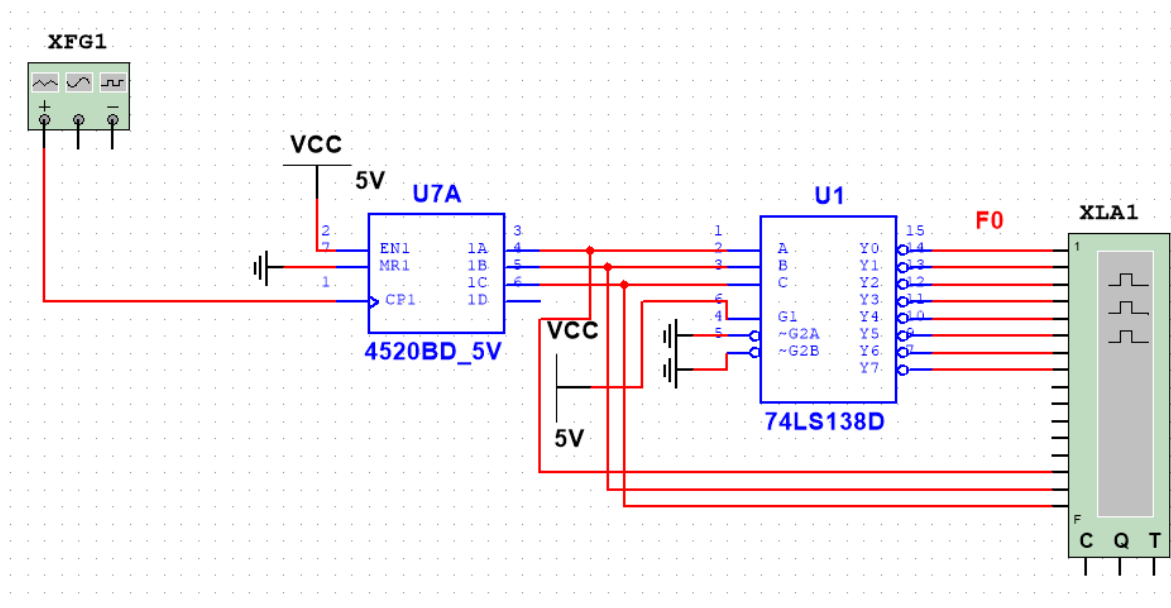 XFG1
+
−
VCC
5V
U7A
2
7
1
EN1
MR1
CP1
1A
1B
1C
1D
3
4
5
6
4520BD_5V
VCC
5V
U1
1
2
3
6
4
5
A
B
C
G1
~G2A
~G2B
Y0
Y1
Y2
Y3
Y4
Y5
Y6
Y7
15
14
13
12
11
10
9
7
74LS138D
F0
XLA1
1
F
C Q T